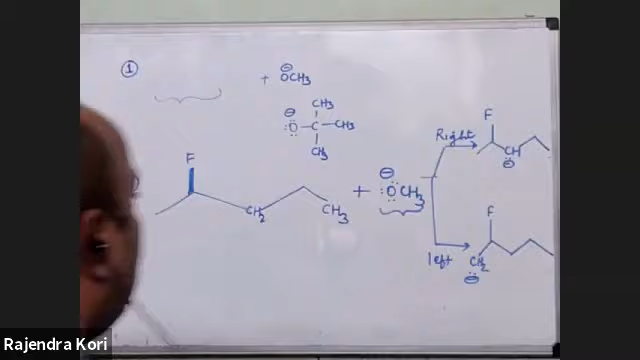 ①
+ ⊖OCH3
CH3
⊖
:Ö – C – CH3
CH3
F
CH2
CH3
+
⊖
:ÖCH3
Right
F
CH
⊖
left
F
CH2
⊖
Rajendra Kori